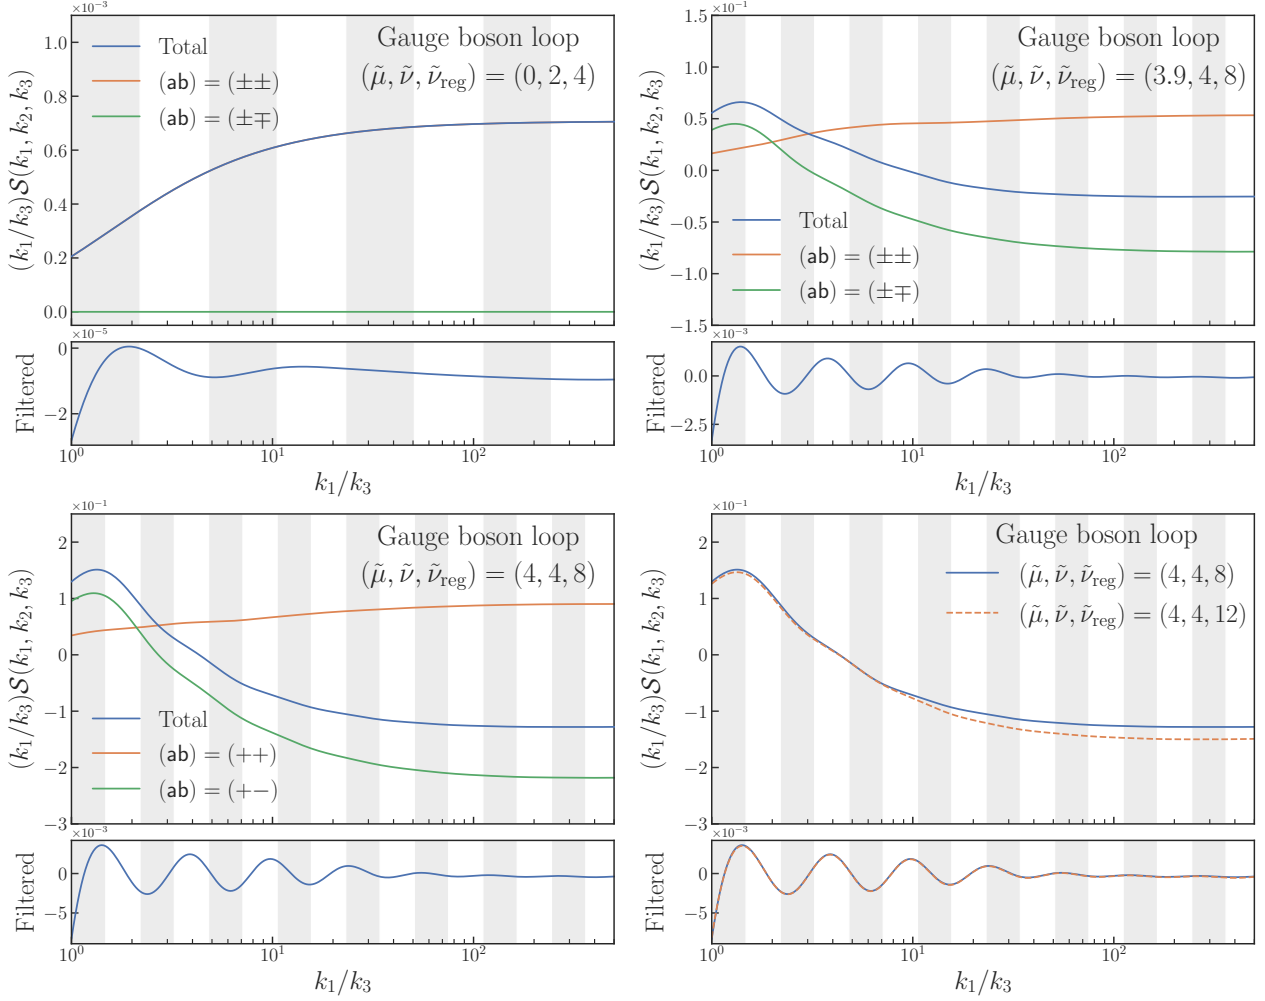 ×10⁻³
1.0
0.8
0.6
0.4
0.2
0.0
(k₁/k₃)𝒮(k₁, k₂, k₃)
Total
(ab) = (±±)
(ab) = (±∓)
Gauge boson loop
(μ̃, ν̃, ν̃reg) = (0, 2, 4)
×10⁻⁵
0
−2
Filtered
10⁰ 10¹ 10²
k₁/k₃
×10⁻¹
1.5
1.0
0.5
0.0
−0.5
−1.0
−1.5
(k₁/k₃)𝒮(k₁, k₂, k₃)
Gauge boson loop
(μ̃, ν̃, ν̃reg) = (3.9, 4, 8)
Total
(ab) = (±±)
(ab) = (±∓)
×10⁻³
0.0
−2.5
Filtered
10⁰ 10¹ 10²
k₁/k₃
×10⁻¹
2
1
0
−1
−2
−3
(k₁/k₃)𝒮(k₁, k₂, k₃)
Gauge boson loop
(μ̃, ν̃, ν̃reg) = (4, 4, 8)
Total
(ab) = (++)
(ab) = (+−)
×10⁻³
0
−5
Filtered
10⁰ 10¹ 10²
k₁/k₃
×10⁻¹
2
1
0
−1
−2
−3
(k₁/k₃)𝒮(k₁, k₂, k₃)
Gauge boson loop
(μ̃, ν̃, ν̃reg) = (4, 4, 8)
(μ̃, ν̃, ν̃reg) = (4, 4, 12)
×10⁻³
0
−5
Filtered
10⁰ 10¹ 10²
k₁/k₃